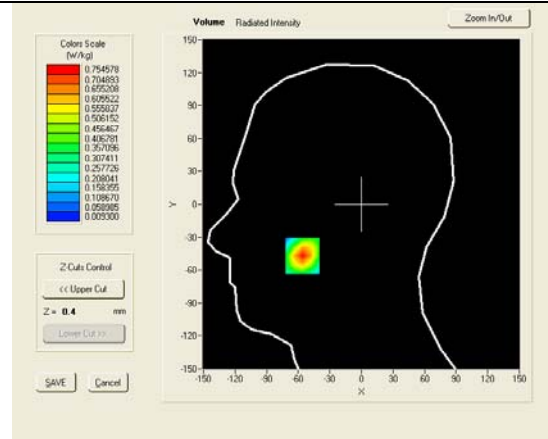 Volume Radiated Intensity
Zoom In/Out
Colors Scale
(W/kg)
0.754578
0.704893
0.655208
0.605522
0.555837
0.506152
0.456467
0.406781
0.357096
0.307411
0.257726
0.208041
0.158355
0.108670
0.058985
0.009300
Z-Cuts Control
<< Upper Cut
Z = 0.4 mm
Lower Cut >>
SAVE Cancel
150
120
90
60
30
0
-30
-60
-90
-120
-150
Y
-150 -120 -90 -60 -30 0 30 60 90 120 150
X